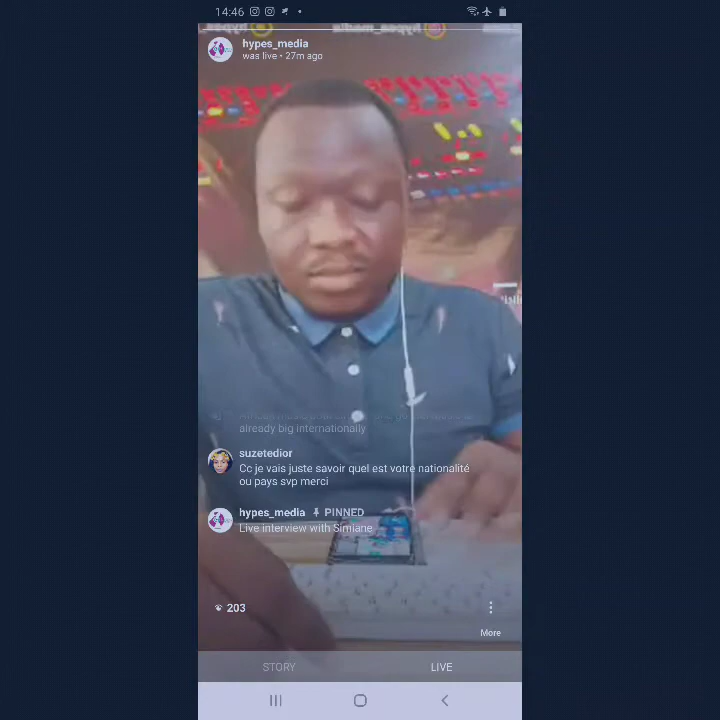 14:46
hypes_media
hypes_media
was live • 27m ago
already big internationally
suzetedior
Cc je vais juste savoir quel est votre nationalité
ou pays svp merci
hypes_media PINNED
Live interview with Simiane
203
More
STORY LIVE